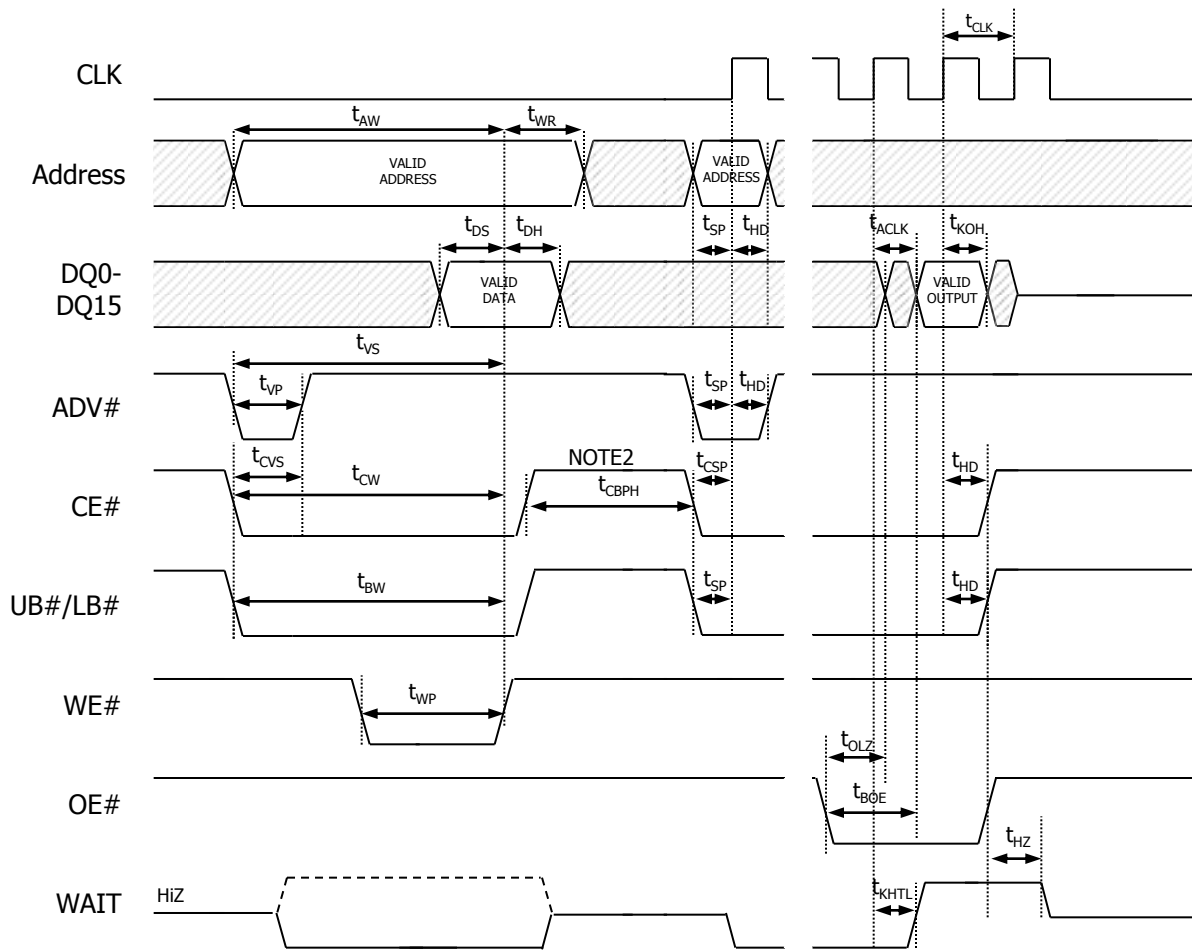 tCLK
CLK
tAW
tWR
Address
VALID
ADDRESS
VALID
ADDRESS
tDS
tDH
tSP
tHD
tACLK
tKOH
DQ0-
DQ15
VALID
DATA
VALID
OUTPUT
tVS
ADV#
tVP
tSP
tHD
tCVS
NOTE2
tCSP
tHD
CE#
tCW
tCBPH
UB#/LB#
tBW
tSP
tHD
WE#
tWP
tOLZ
OE#
tBOE
tHZ
WAIT
HiZ
tKHTL